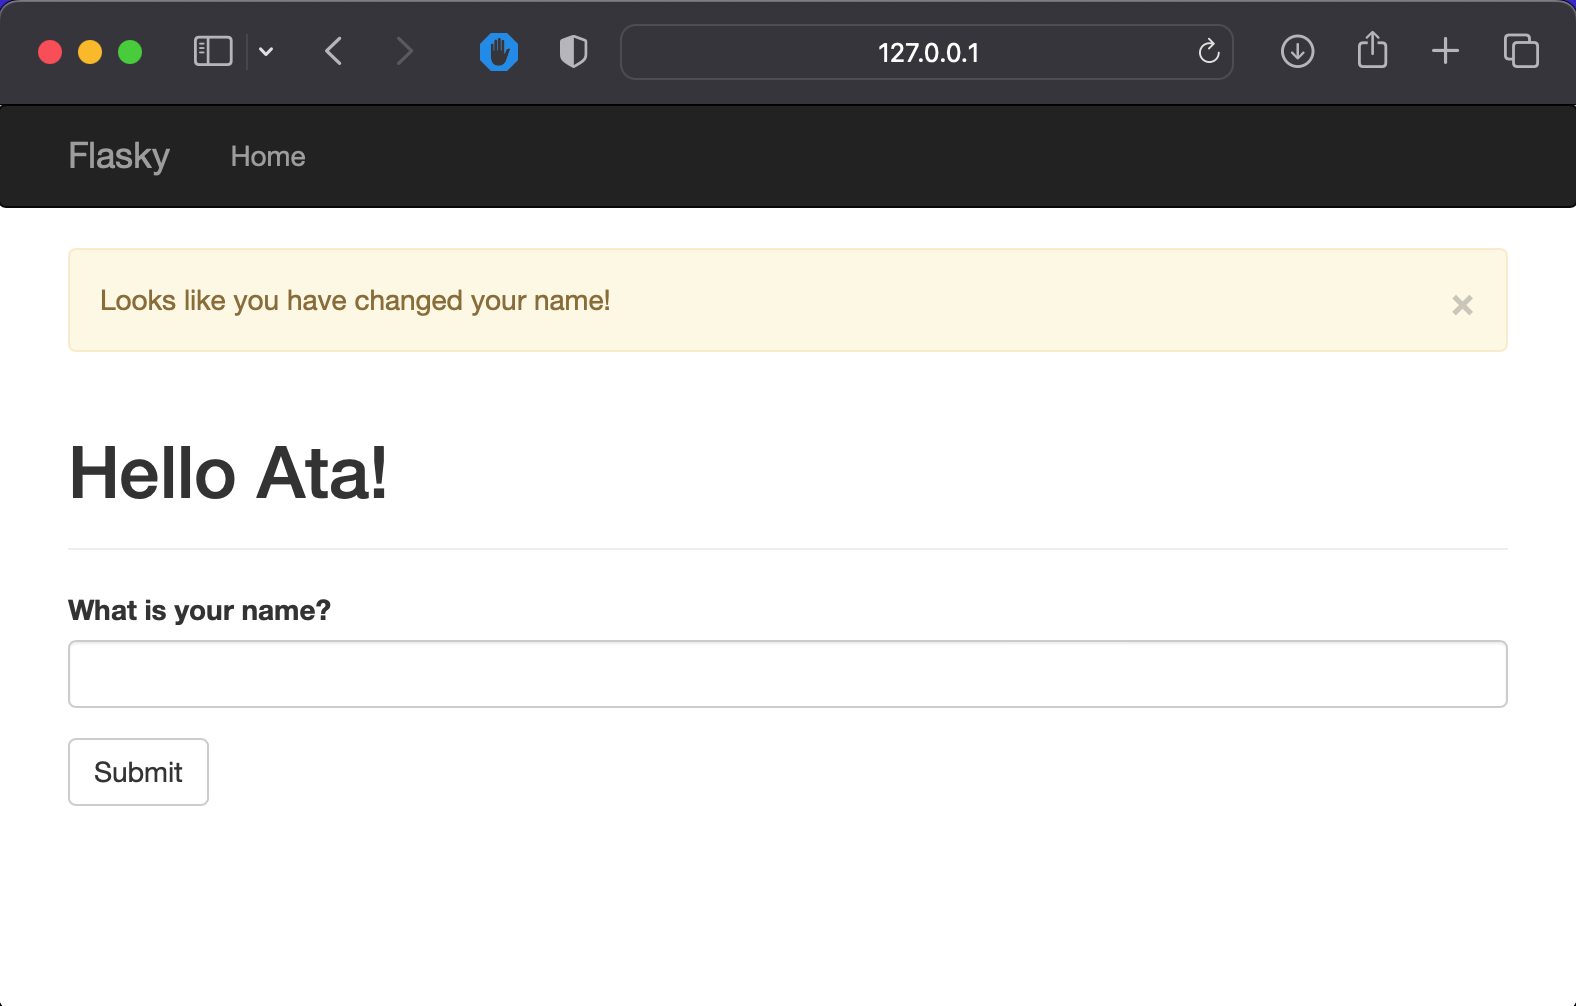 127.0.0.1
Flasky Home
Looks like you have changed your name!
×
Hello Ata!
What is your name?
Submit